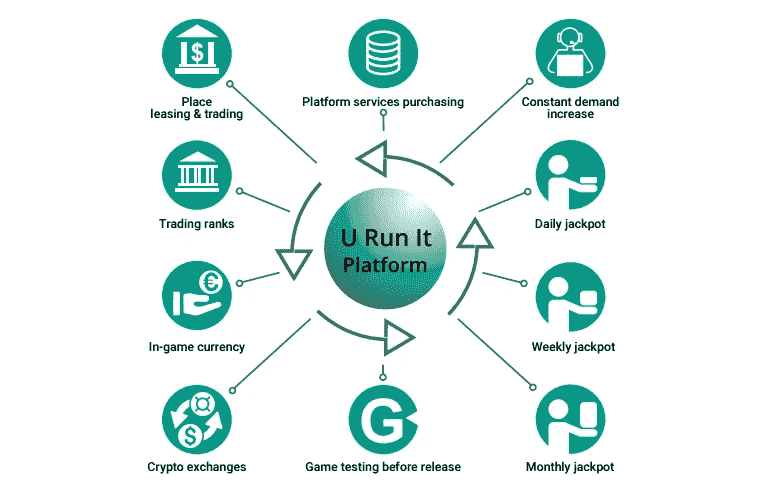 Place
leasing & trading
Platform services purchasing
Constant demand
increase
Trading ranks
Daily jackpot
U Run It
Platform
In-game currency
Weekly jackpot
Crypto exchanges
G
Game testing before release
Monthly jackpot
$
€
$